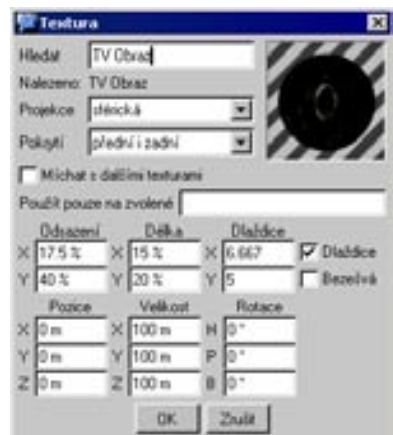 Textura
Hledat TV Obraz
Nalezeno: TV Obraz
Projekce sférická
Pokrytí přední i zadní
Míchat s dalšími texturami
Použít pouze na zvolené
Odsazení Délka Dlaždice
X 17.5 % X 15 % X 6.667 Dlaždice
Y 40 % Y 20 % Y 5 Bezešvá
Pozice Velikost Rotace
X 0 m X 100 m H 0 °
Y 0 m Y 100 m P 0 °
Z 0 m Z 100 m B 0 °
OK Zrušit